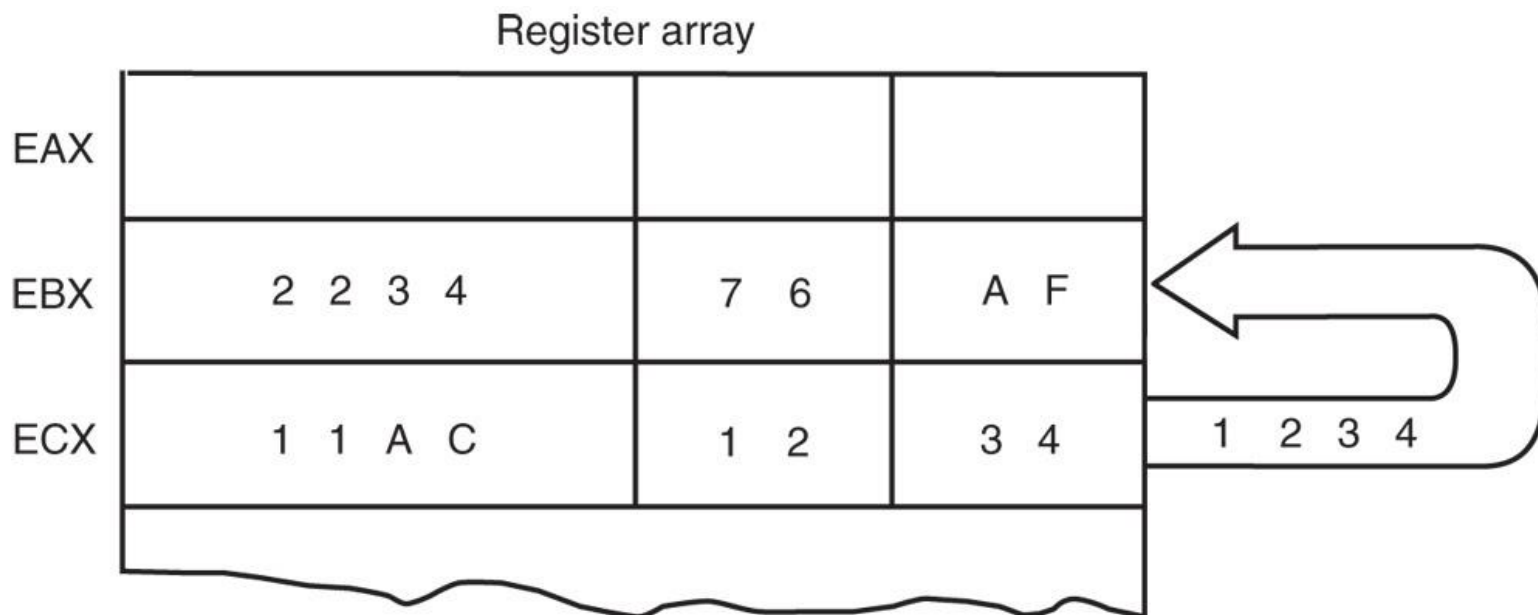 Register array
EAX
EBX 2 2 3 4 7 6 A F
ECX 1 1 A C 1 2 3 4 1 2 3 4